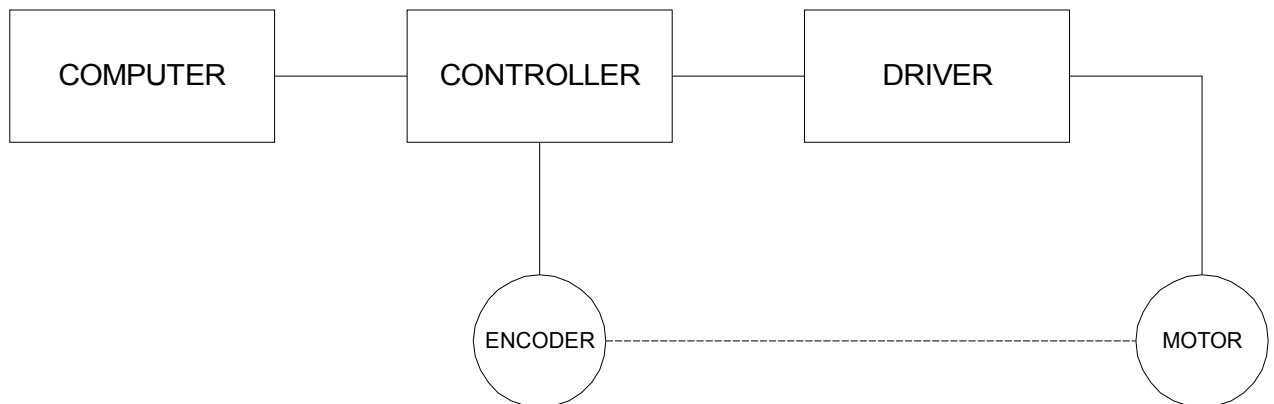 COMPUTER
CONTROLLER
DRIVER
ENCODER
MOTOR